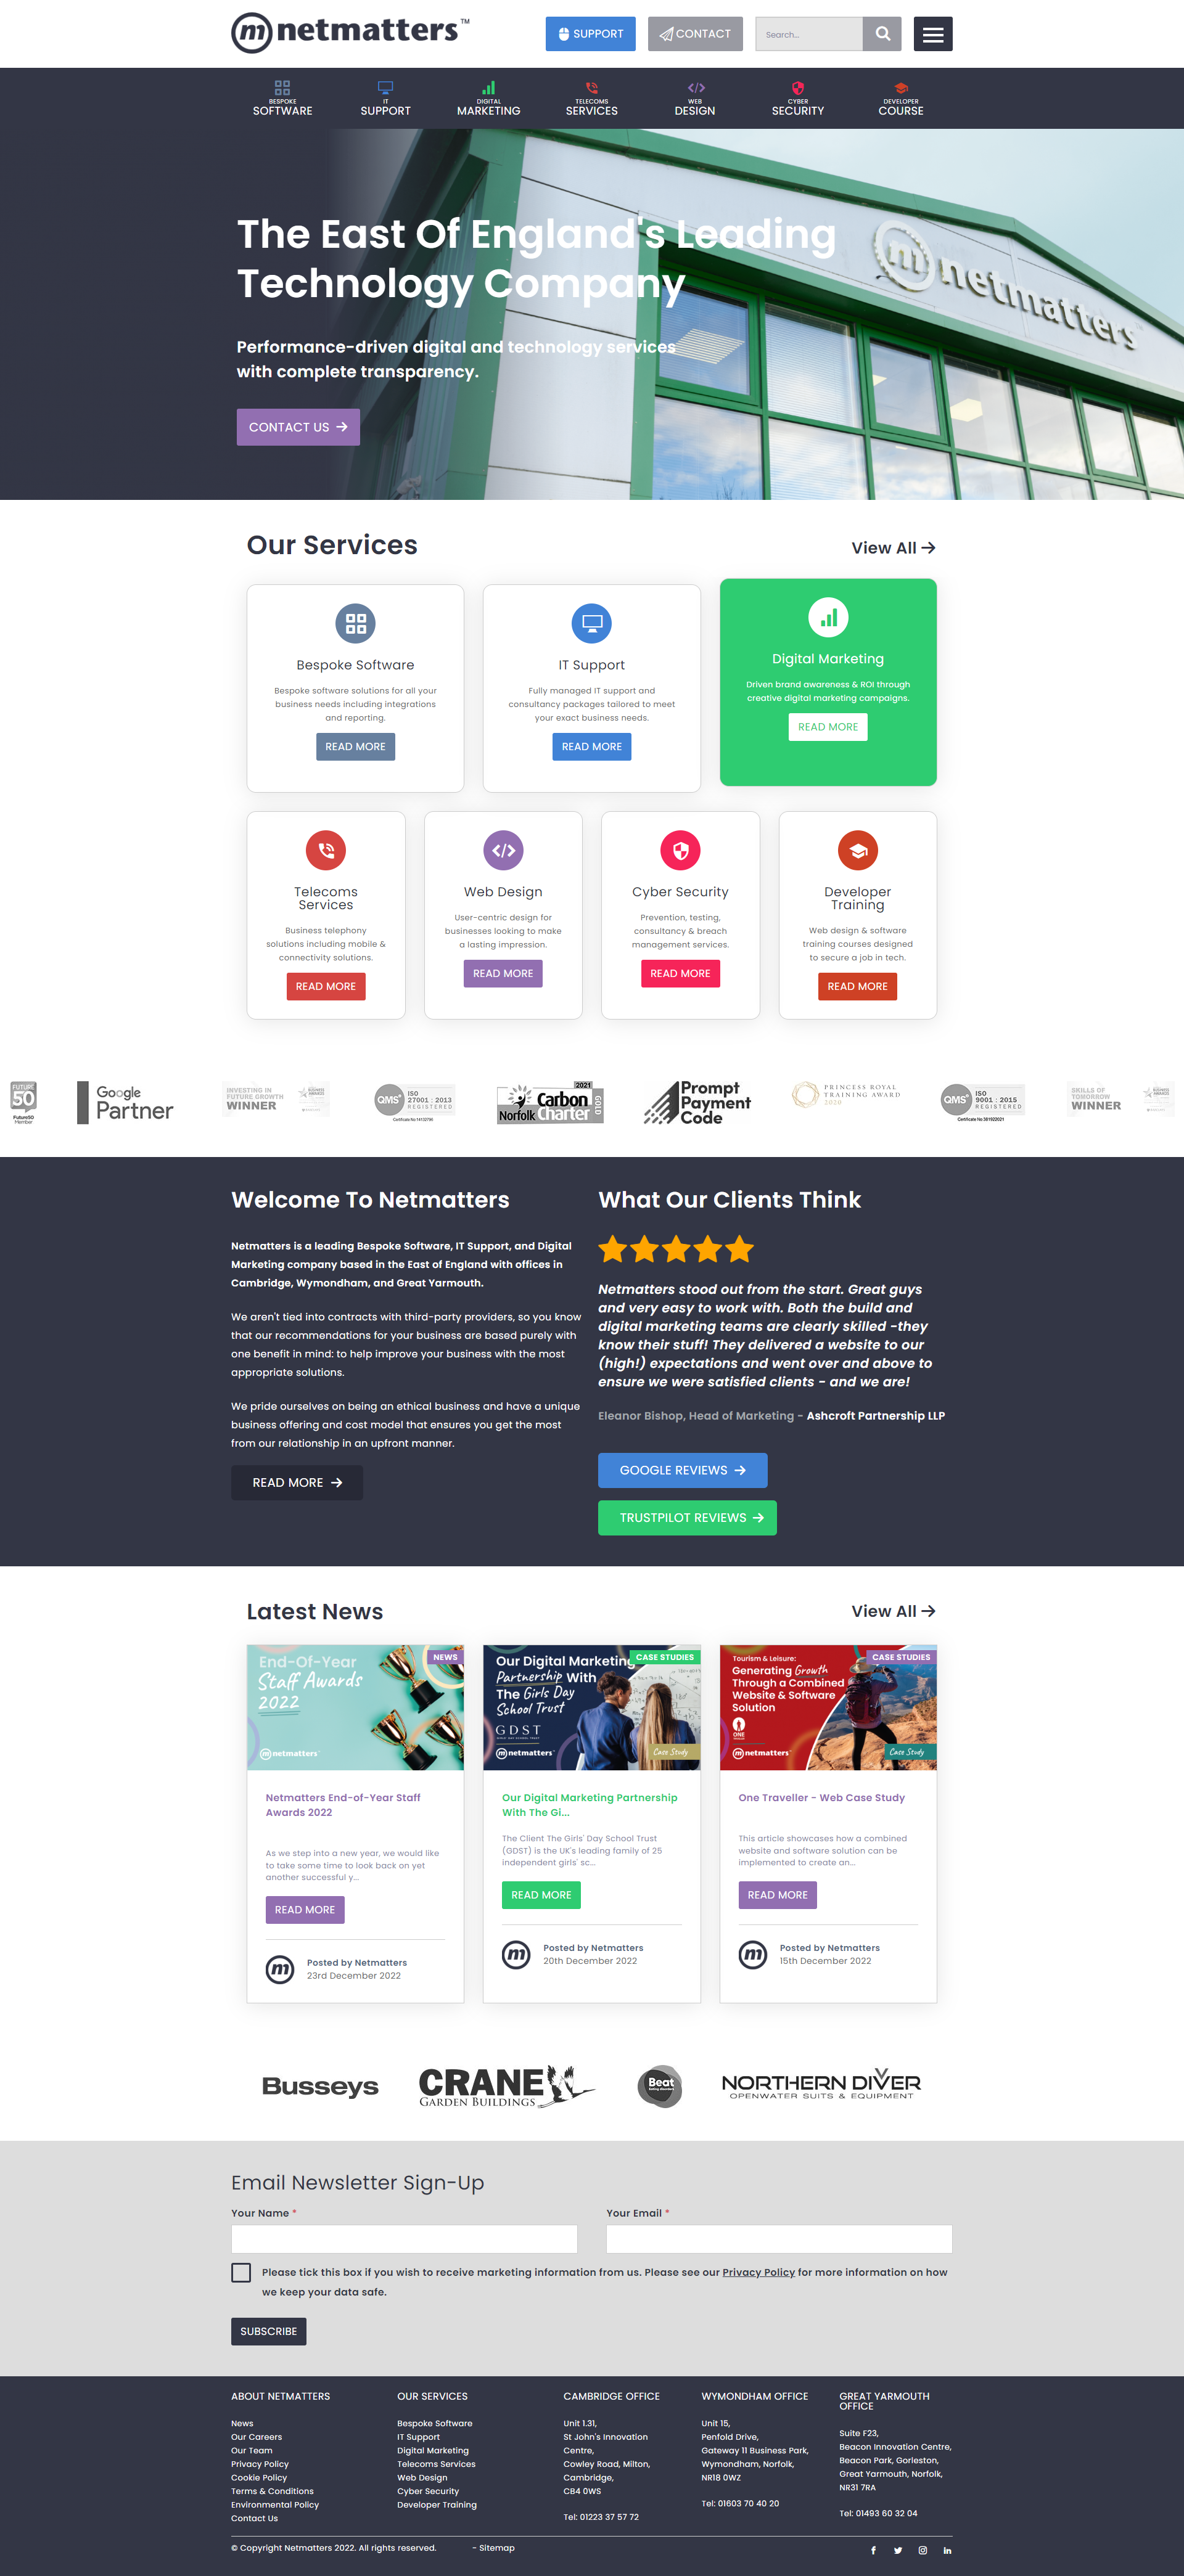 netmatters™
SUPPORT
CONTACT
Search...
BESPOKE
SOFTWARE
IT
SUPPORT
DIGITAL
MARKETING
TELECOMS
SERVICES
WEB
DESIGN
CYBER
SECURITY
DEVELOPER
COURSE
The East Of England's Leading
Technology Company
netmatters
Performance-driven digital and technology services
with complete transparency.
CONTACT US →
Our Services
View All →
Bespoke Software
Bespoke software solutions for all your
business needs including integrations
and reporting.
READ MORE
IT Support
Fully managed IT support and
consultancy packages tailored to meet
your exact business needs.
READ MORE
Digital Marketing
Driven brand awareness & ROI through
creative digital marketing campaigns.
READ MORE
Telecoms
Services
Business telephony
solutions including mobile &
connectivity solutions.
READ MORE
Web Design
User-centric design for
businesses looking to make
a lasting impression.
READ MORE
Cyber Security
Prevention, testing,
consultancy & breach
management services.
READ MORE
Developer
Training
Web design & software
training courses designed
to secure a job in tech.
READ MORE
FUTURE
50
Future50
Member
Google
Partner
INVESTING IN
FUTURE GROWTH
WINNER
QMS
ISO
27001 : 2013
REGISTERED
2021
Carbon
Norfolk Charter
GOLD
Prompt
Payment
Code
PRINCESS ROYAL
TRAINING AWARD
2020
QMS
ISO
9001 : 2015
REGISTERED
SKILLS OF
TOMORROW
WINNER
Welcome To Netmatters
Netmatters is a leading Bespoke Software, IT Support, and Digital
Marketing company based in the East of England with offices in
Cambridge, Wymondham, and Great Yarmouth.
We aren't tied into contracts with third-party providers, so you know
that our recommendations for your business are based purely with
one benefit in mind: to help improve your business with the most
appropriate solutions.
We pride ourselves on being an ethical business and have a unique
business offering and cost model that ensures you get the most
from our relationship in an upfront manner.
READ MORE →
What Our Clients Think
Netmatters stood out from the start. Great guys
and very easy to work with. Both the build and
digital marketing teams are clearly skilled -they
know their stuff! They delivered a website to our
(high!) expectations and went over and above to
ensure we were satisfied clients - and we are!
Eleanor Bishop, Head of Marketing - Ashcroft Partnership LLP
GOOGLE REVIEWS →
TRUSTPILOT REVIEWS →
Latest News
View All →
End-Of-Year
Staff Awards
2022
netmatters
NEWS
Netmatters End-of-Year Staff
Awards 2022
As we step into a new year, we would like
to take some time to look back on yet
another successful y...
READ MORE
Posted by Netmatters
23rd December 2022
Our Digital Marketing
Partnership With
The Girls Day
School Trust
GDST
netmatters
Case Study
CASE STUDIES
Our Digital Marketing Partnership
With The Gi...
The Client The Girls' Day School Trust
(GDST) is the UK's leading family of 25
independent girls' sc...
READ MORE
Posted by Netmatters
20th December 2022
Tourism & Leisure:
Generating Growth
Through a Combined
Website & Software
Solution
ONE
netmatters
Case Study
CASE STUDIES
One Traveller - Web Case Study
This article showcases how a combined
website and software solution can be
implemented to create an...
READ MORE
Posted by Netmatters
15th December 2022
Busseys
CRANE
GARDEN BUILDINGS
Beat
NORTHERN DIVER
OPENWATER SUITS & EQUIPMENT
Email Newsletter Sign-Up
Your Name *
Your Email *
Please tick this box if you wish to receive marketing information from us. Please see our Privacy Policy for more information on how
we keep your data safe.
SUBSCRIBE
ABOUT NETMATTERS
News
Our Careers
Our Team
Privacy Policy
Cookie Policy
Terms & Conditions
Environmental Policy
Contact Us
OUR SERVICES
Bespoke Software
IT Support
Digital Marketing
Telecoms Services
Web Design
Cyber Security
Developer Training
CAMBRIDGE OFFICE
Unit 1.31,
St John's Innovation
Centre,
Cowley Road, Milton,
Cambridge,
CB4 0WS
Tel: 01223 37 57 72
WYMONDHAM OFFICE
Unit 15,
Penfold Drive,
Gateway 11 Business Park,
Wymondham, Norfolk,
NR18 0WZ
Tel: 01603 70 40 20
GREAT YARMOUTH
OFFICE
Suite F23,
Beacon Innovation Centre,
Beacon Park, Gorleston,
Great Yarmouth, Norfolk,
NR31 7RA
Tel: 01493 60 32 04
© Copyright Netmatters 2022. All rights reserved.
- Sitemap